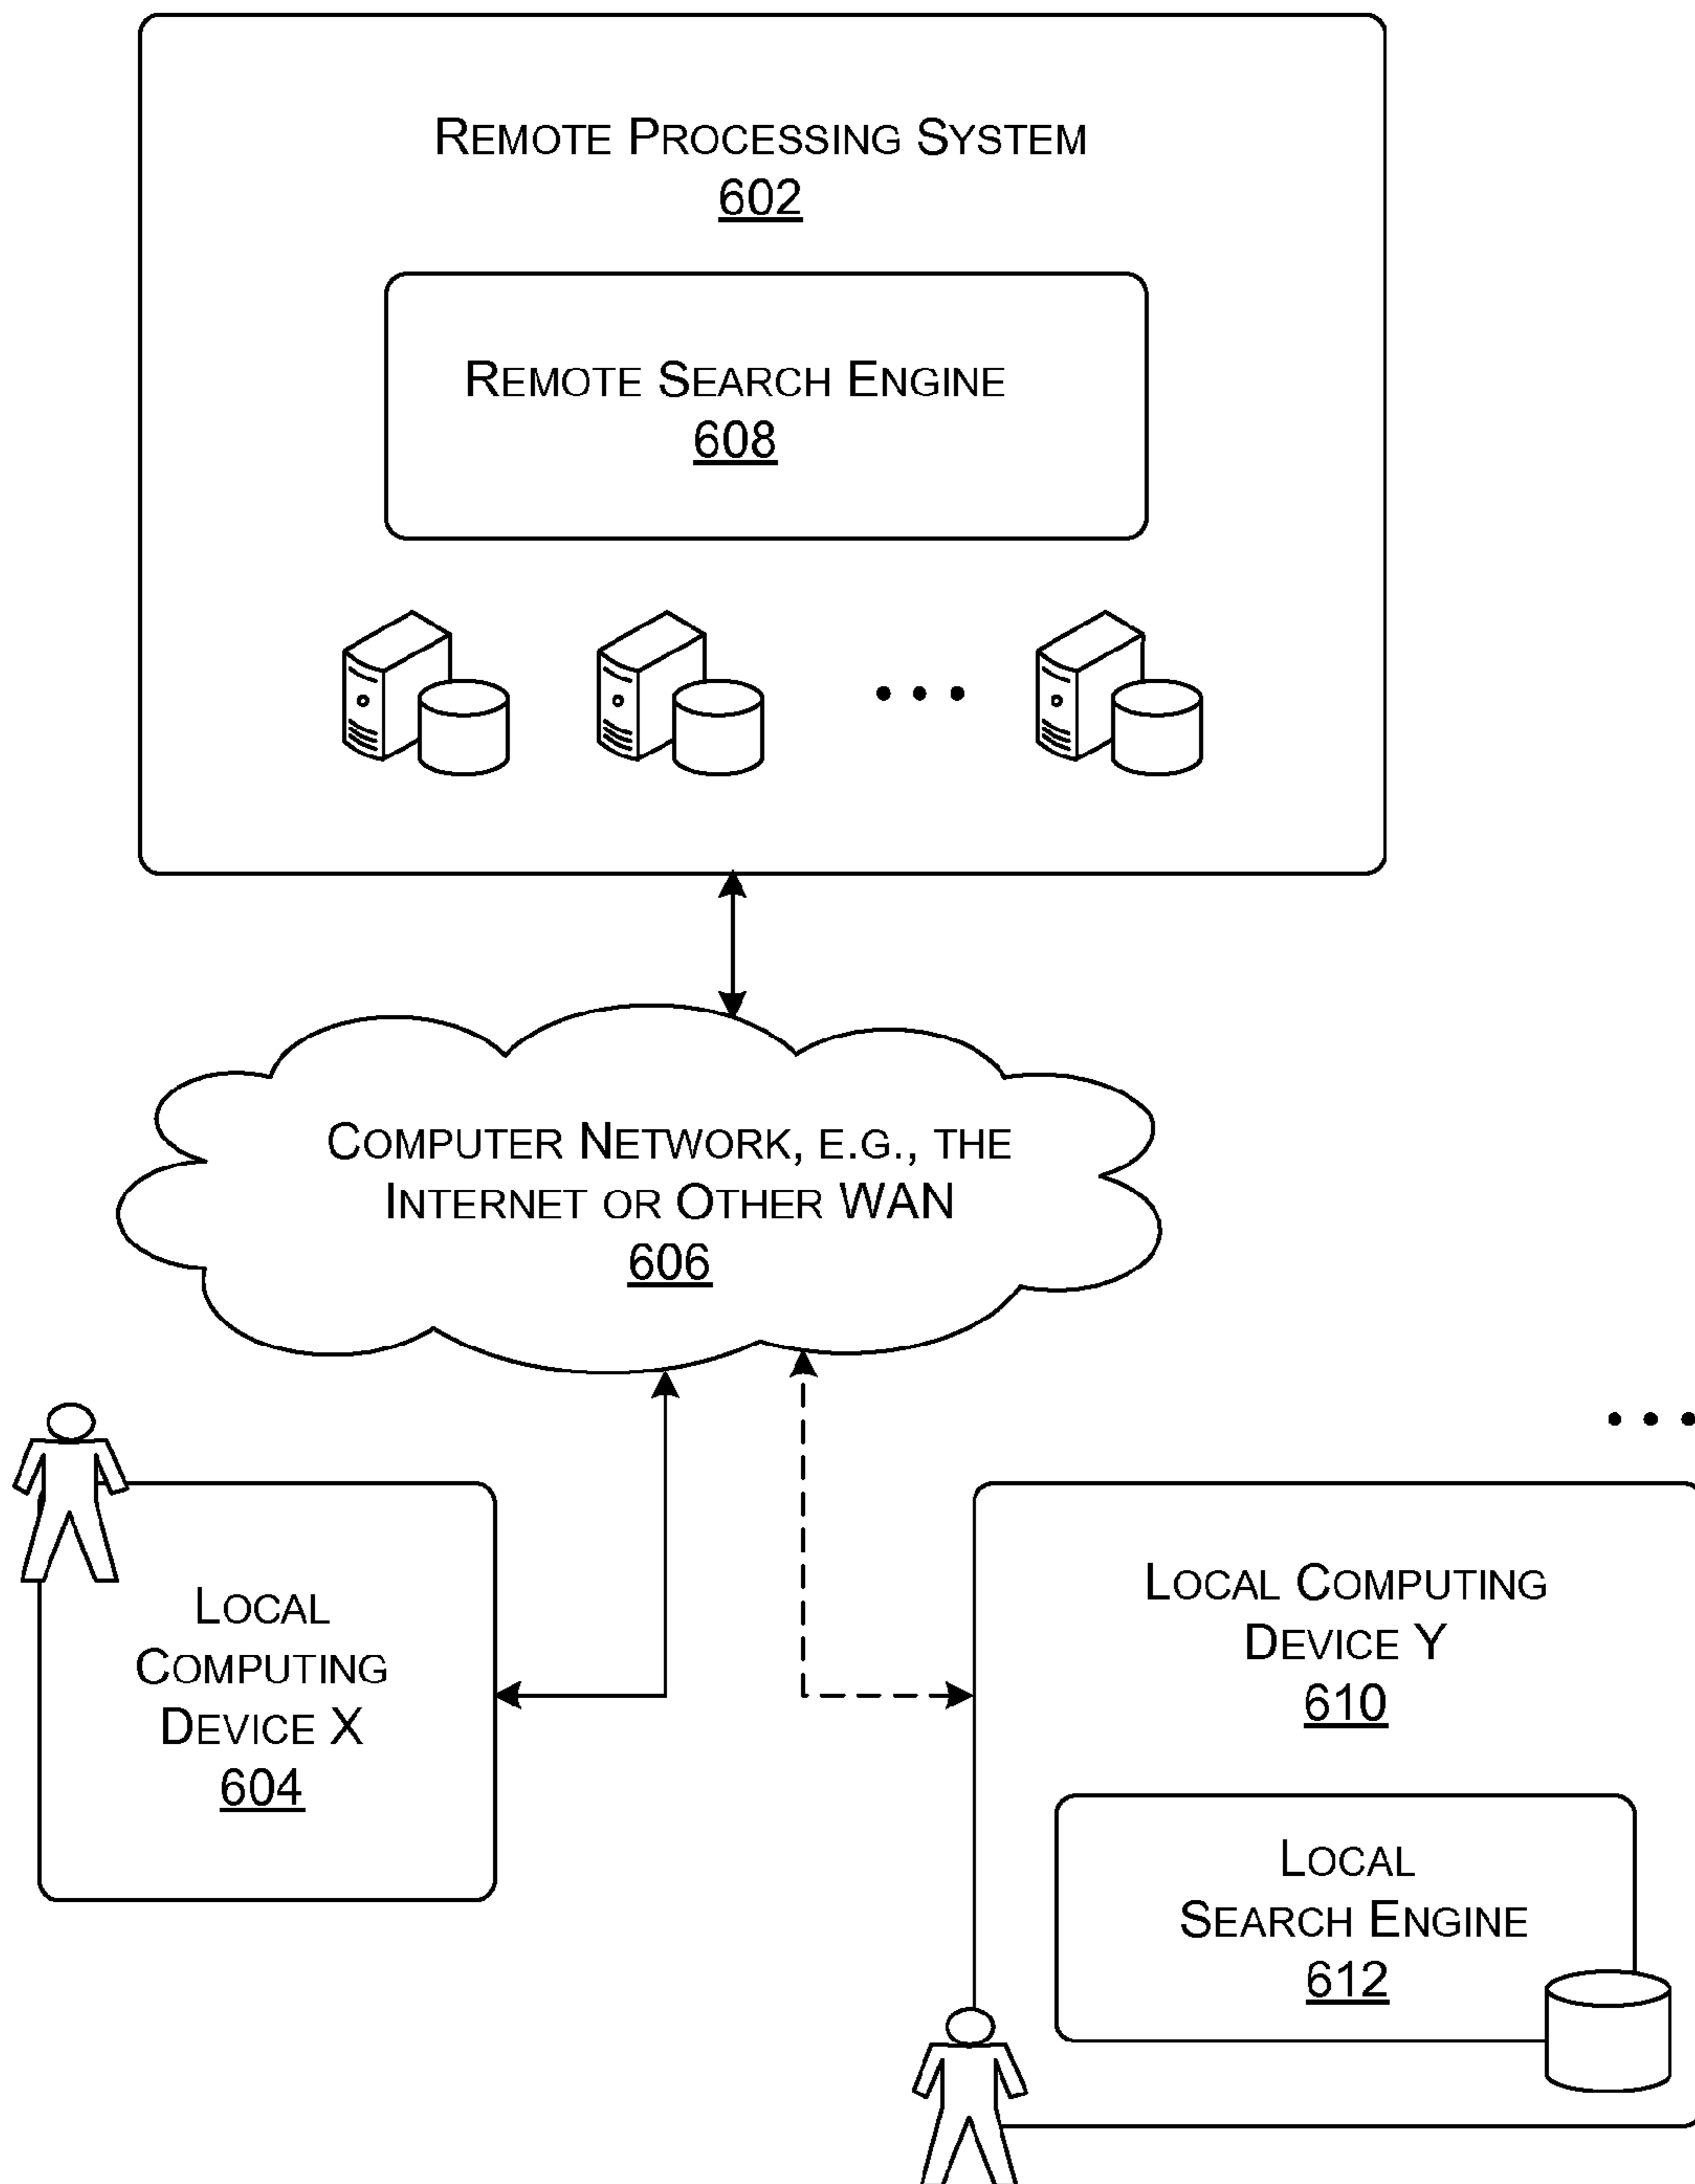 REMOTE PROCESSING SYSTEM
602
REMOTE SEARCH ENGINE
608
COMPUTER NETWORK, E.G., THE
INTERNET OR OTHER WAN
606
LOCAL
COMPUTING
DEVICE X
604
LOCAL COMPUTING
DEVICE Y
610
LOCAL
SEARCH ENGINE
612